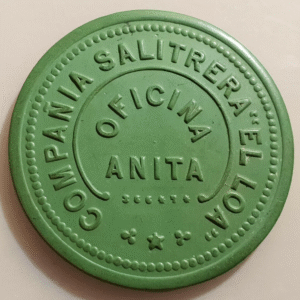 COMPAÑIA SALITRERA "EL LOA"
OFICINA
ANITA